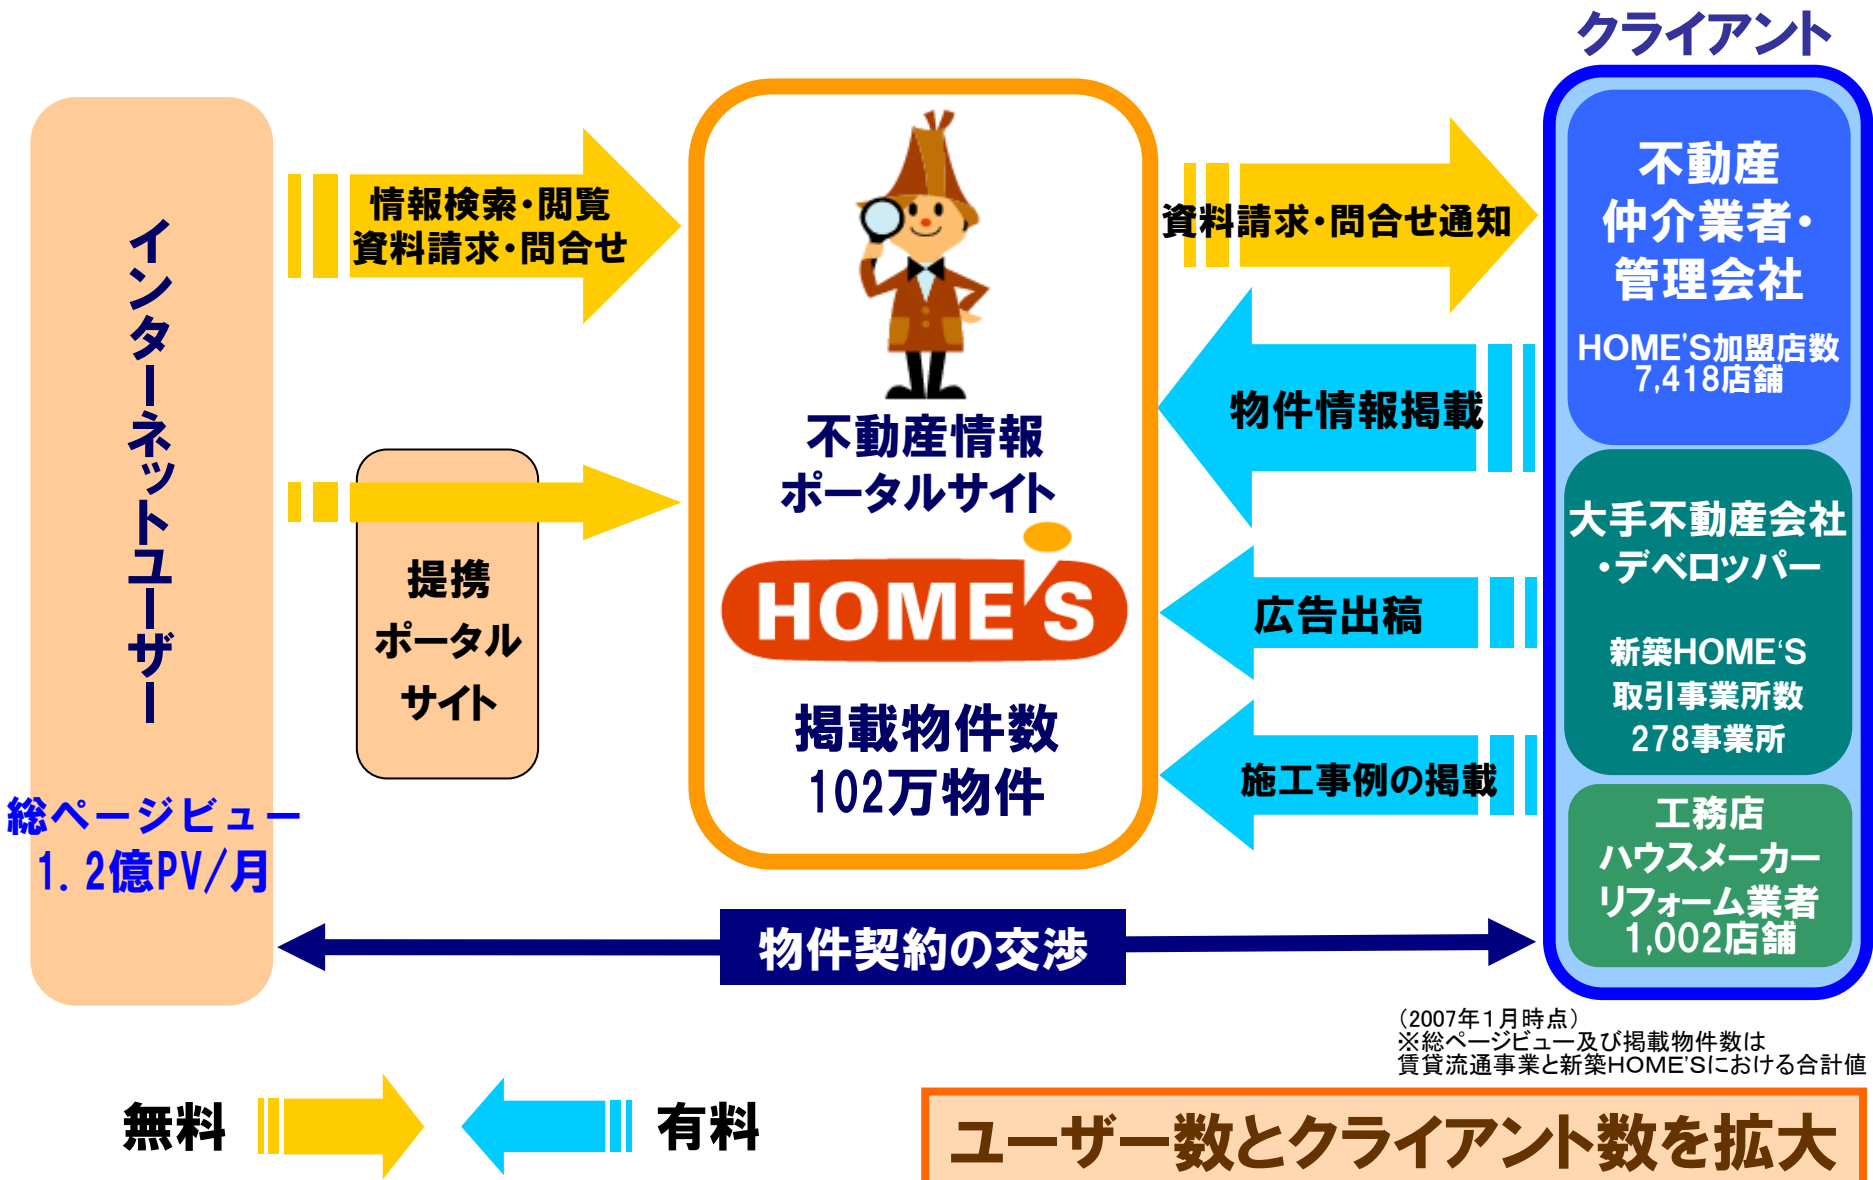 クライアント
インターネットユーザー
総ページビュー
1．2億PV/月
情報検索・閲覧
資料請求・問合せ
提携
ポータル
サイト
不動産情報
ポータルサイト
HOME'S
掲載物件数
102万物件
資料請求・問合せ通知
物件情報掲載
広告出稿
施工事例の掲載
不動産
仲介業者・
管理会社
HOME'S加盟店数
7,418店舗
大手不動産会社
・デベロッパー
新築HOME‘S
取引事業所数
278事業所
工務店
ハウスメーカー
リフォーム業者
1,002店舗
物件契約の交渉
（2007年１月時点）
※総ページビュー及び掲載物件数は
賃貸流通事業と新築HOME'Sにおける合計値
無料
有料
ユーザー数とクライアント数を拡大